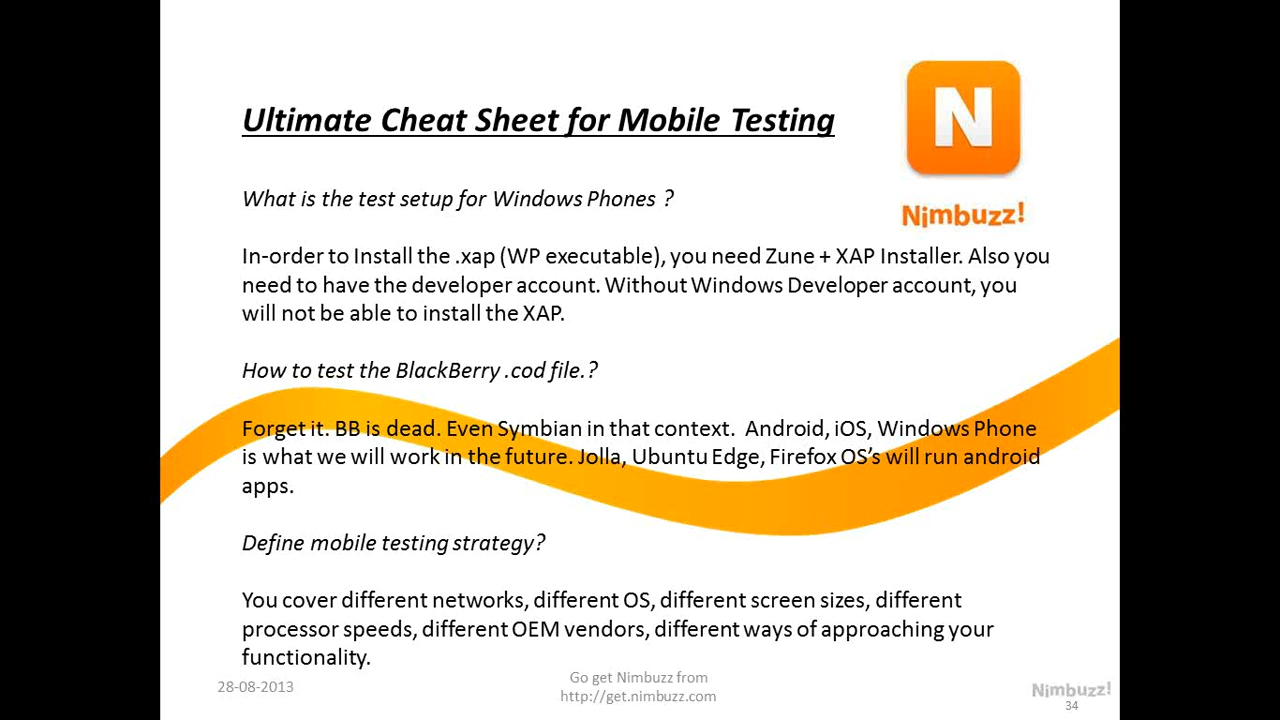 Ultimate Cheat Sheet for Mobile Testing
N
Nimbuzz!
What is the test setup for Windows Phones ?
In-order to Install the .xap (WP executable), you need Zune + XAP Installer. Also you
need to have the developer account. Without Windows Developer account, you
will not be able to install the XAP.
How to test the BlackBerry .cod file.?
Forget it. BB is dead. Even Symbian in that context.  Android, iOS, Windows Phone
is what we will work in the future. Jolla, Ubuntu Edge, Firefox OS’s will run android
apps.
Define mobile testing strategy?
You cover different networks, different OS, different screen sizes, different
processor speeds, different OEM vendors, different ways of approaching your
functionality.
28-08-2013
Go get Nimbuzz from
http://get.nimbuzz.com
Nimbuzz!
34